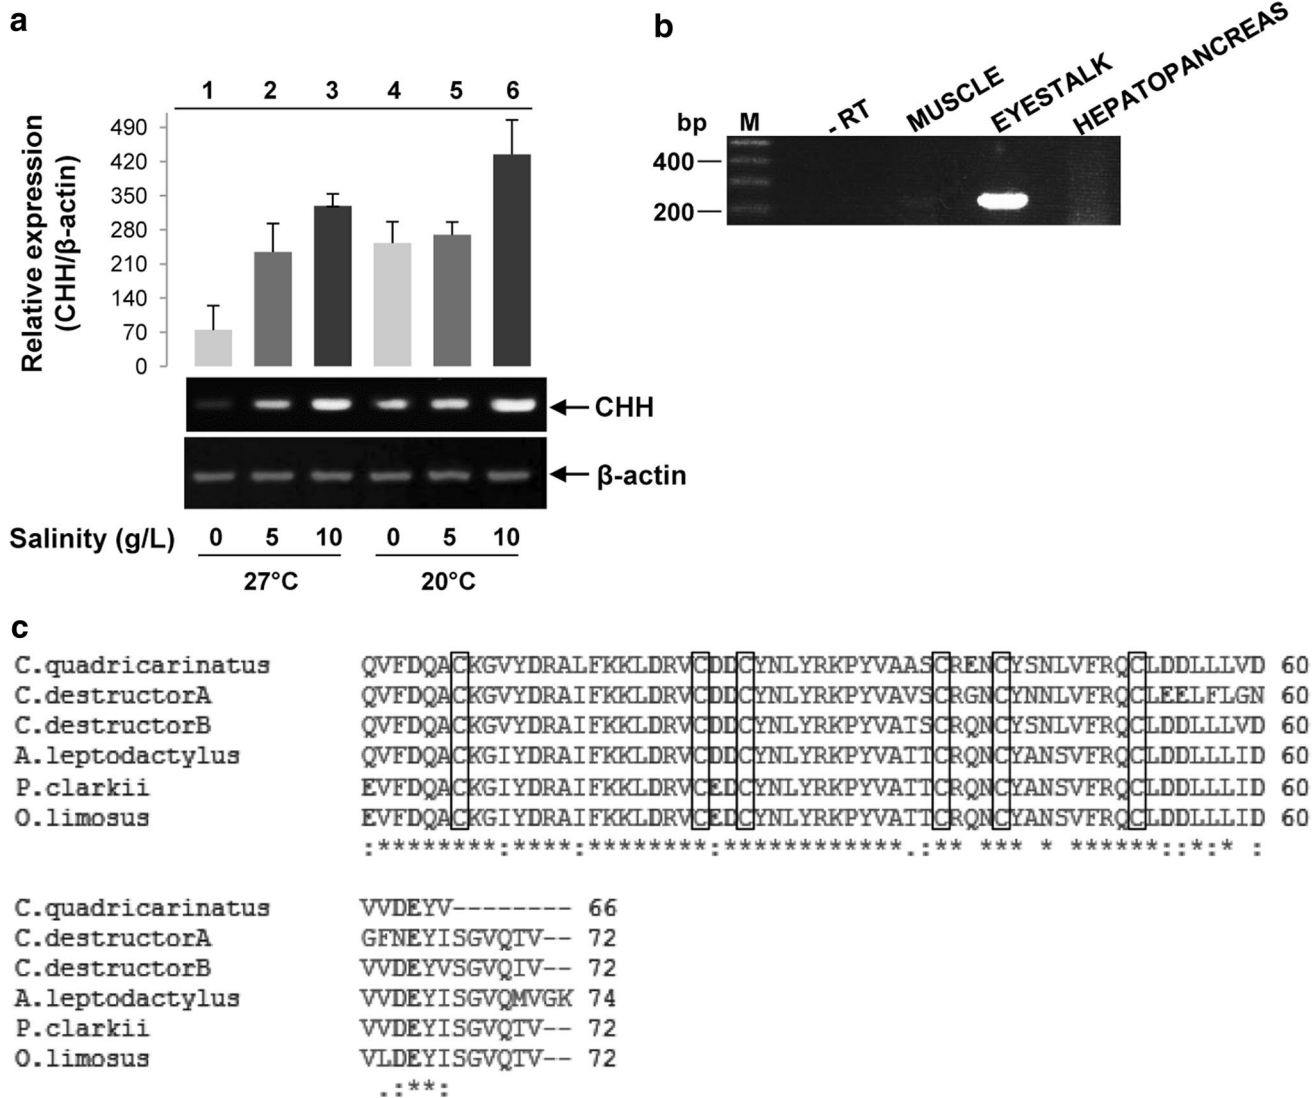 a
1 2 3 4 5 6
Relative expression
(CHH/β-actin)
490
420
350
280
210
140
70
0
CHH
β-actin
Salinity (g/L) 0 5 10 0 5 10
27°C 20°C
b
bp M - RT MUSCLE EYESTALK HEPATOPANCREAS
400
200
c
C.quadricarinatus QVFDQACKGVYDRALFKKLDRVCDDCYNLYRKPYVAASCRENCYSNLVFRQCLDDLLLVD 60
C.destructorA QVFDQACKGVYDRAIFKKLDRVCDDCYNLYRKPYVAVSCRGNCYNNLVFRQCLEELFLGN 60
C.destructorB QVFDQACKGVYDRAIFKKLDRVCDDCYNLYRKPYVATSCRQNCYSNLVFRQCLDDLLLVD 60
A.leptodactylus QVFDQACKGIYDRAIFKKLDRVCDDCYNLYRKPYVATTCRQNCYANSVFRQCLDDLLLID 60
P.clarkii EVFDQACKGIYDRAIFKKLDRVCEDCYNLYRKPYVATTCRQNCYANSVFRQCLDDLLLID 60
O.limosus EVFDQACKGIYDRAIFKKLDRVCEDCYNLYRKPYVATTCRQNCYANSVFRQCLDDLLLID 60
:********:****:********:************.:** *** * ******::*:* :
C.quadricarinatus VVDEYV-------- 66
C.destructorA GFNEYISGVQTV-- 72
C.destructorB VVDEYVSGVQIV-- 72
A.leptodactylus VVDEYISGVQMVGK 74
P.clarkii VVDEYISGVQTV-- 72
O.limosus VLDEYISGVQTV-- 72
.:**: